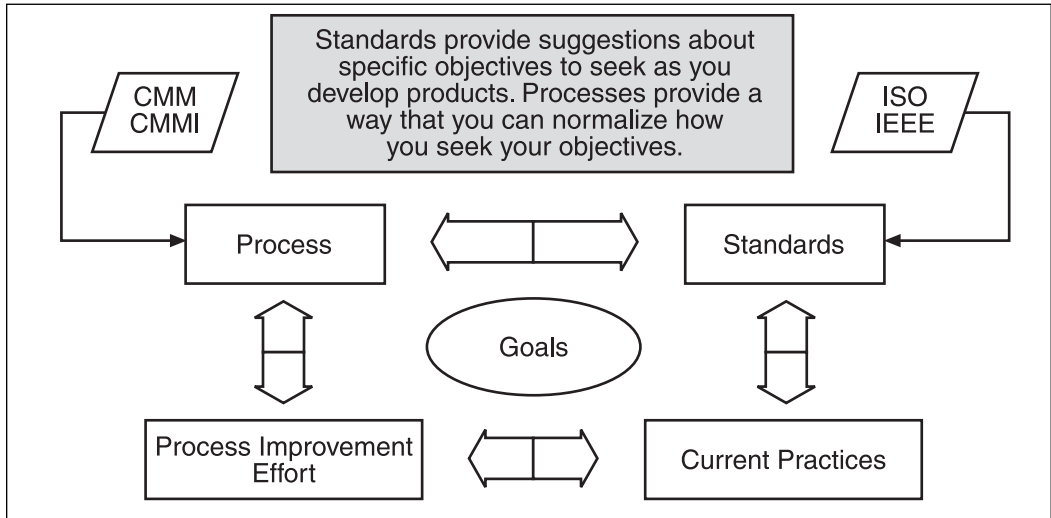 Standards provide suggestions about
specific objectives to seek as you
develop products. Processes provide a
way that you can normalize how
you seek your objectives.
CMM
CMMI
ISO
IEEE
Process
Standards
Goals
Process Improvement
Effort
Current Practices